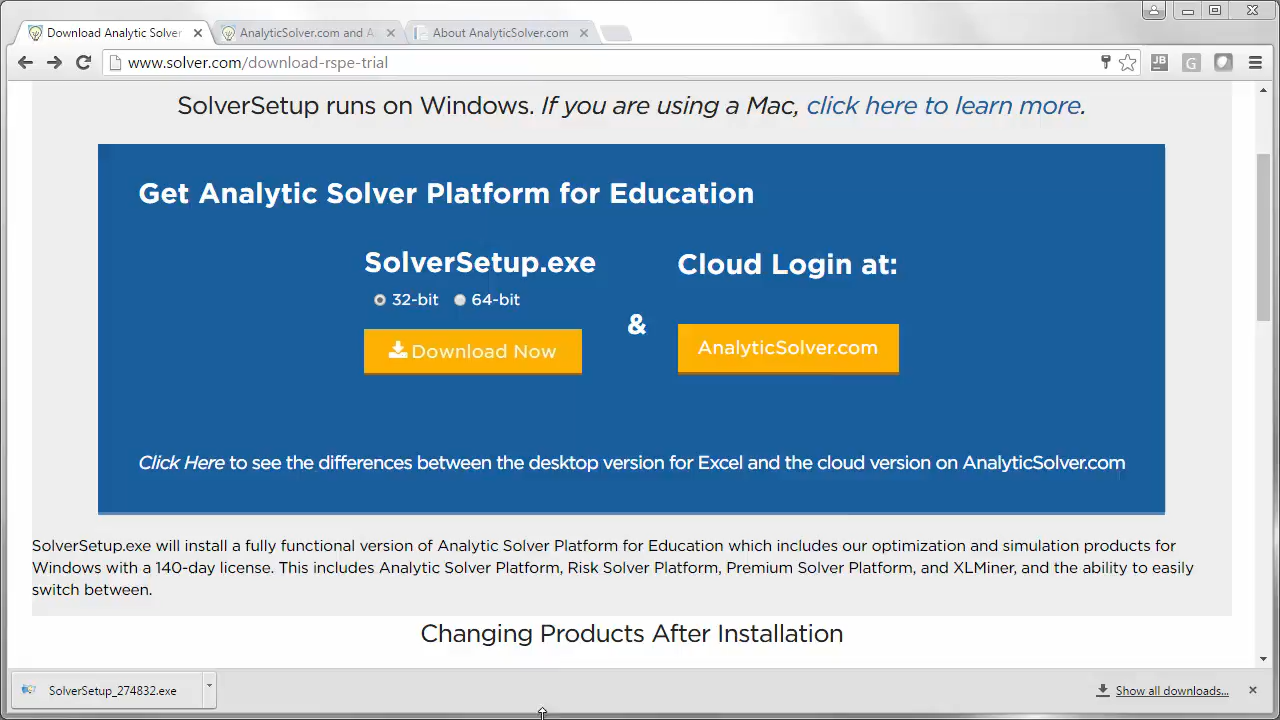 Download Analytic Solver
AnalyticSolver.com and A
About AnalyticSolver.com
www.solver.com/download-rspe-trial
JB
G
SolverSetup runs on Windows. If you are using a Mac, click here to learn more.
Get Analytic Solver Platform for Education
SolverSetup.exe
Cloud Login at:
32-bit 64-bit
&
Download Now
AnalyticSolver.com
Click Here to see the differences between the desktop version for Excel and the cloud version on AnalyticSolver.com
SolverSetup.exe will install a fully functional version of Analytic Solver Platform for Education which includes our optimization and simulation products for
Windows with a 140-day license. This includes Analytic Solver Platform, Risk Solver Platform, Premium Solver Platform, and XLMiner, and the ability to easily
switch between.
Changing Products After Installation
SolverSetup_274832.exe
Show all downloads...